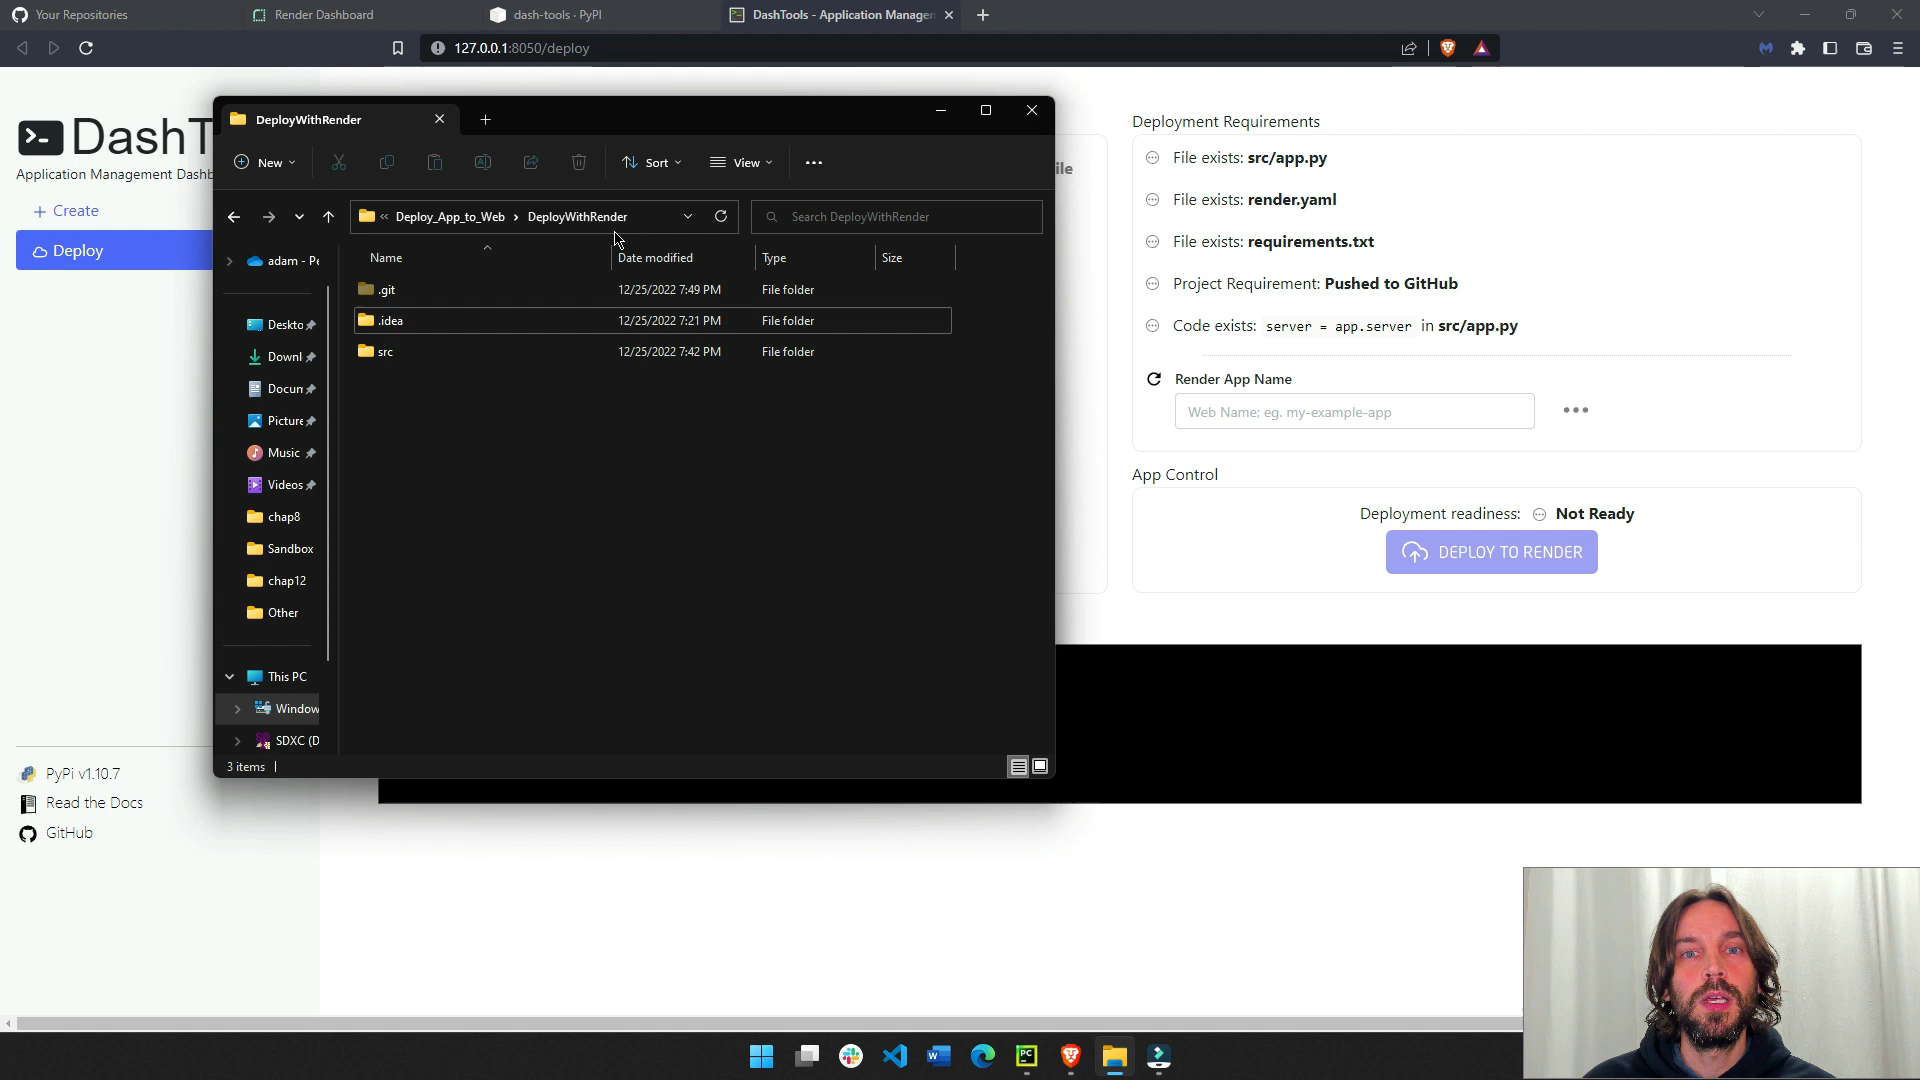 Your Repositories
Render Dashboard
dash-tools · PyPI
DashTools - Application Manager
127.0.0.1:8050/deploy
DashT
Application Management Dashb
Create
Deploy
PyPi v1.10.7
Read the Docs
GitHub
DeployWithRender
New
Sort
View
Deploy_App_to_Web > DeployWithRender
Search DeployWithRender
Name
Date modified
Type
Size
.git 12/25/2022 7:49 PM File folder
.idea 12/25/2022 7:21 PM File folder
src 12/25/2022 7:42 PM File folder
adam - Pe
Deskto
Downl
Docum
Picture
Music
Videos
chap8
Sandbox
chap12
Other
This PC
Window
SDXC (D
3 items
ile
Deployment Requirements
File exists: src/app.py
File exists: render.yaml
File exists: requirements.txt
Project Requirement: Pushed to GitHub
Code exists: server = app.server in src/app.py
Render App Name
Web Name; eg. my-example-app
App Control
Deployment readiness: Not Ready
DEPLOY TO RENDER